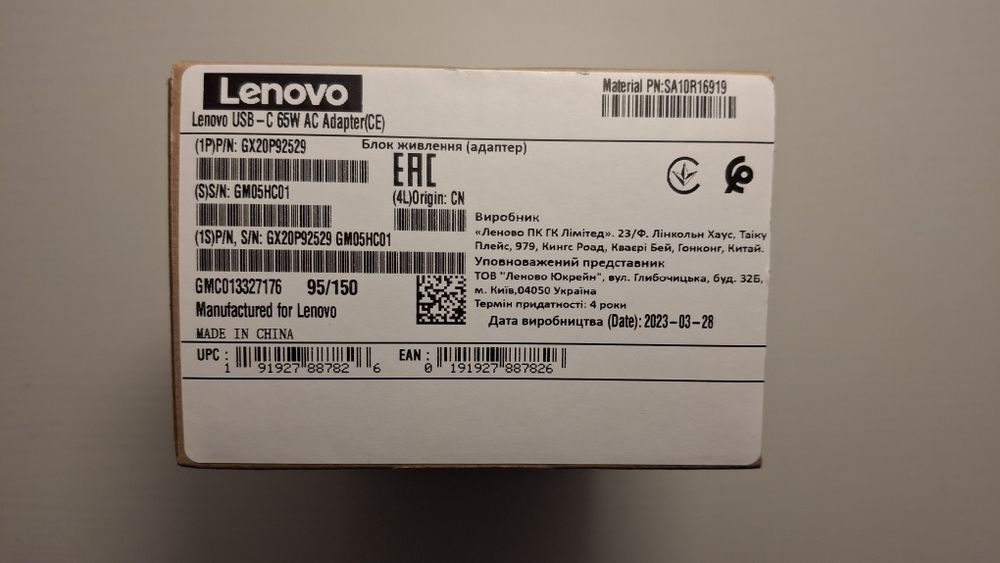 Lenovo
Material PN:SA10R16919
Lenovo USB-C 65W AC Adapter(CE)
(1P)P/N: GX20P92529
Блок живлення (адаптер)
EAC
(S)S/N: GM05HC01
(4L)Origin: CN
(1S)P/N, S/N: GX20P92529 GM05HC01
Виробник
«Леново ПК ГК Лімітед». 23/Ф. Лінкольн Хаус, Таіку
Плейс, 979, Кингс Роад, Кваєрі Бей, Гонконг, Китай.
Уповноважений представник
ТОВ "Леново Юкрейн", вул. Глибочицька, буд. 32Б,
м. Київ,04050 Україна
Термін придатності: 4 роки
Дата виробництва (Date): 2023-03-28
GMC013327176 95/150
Manufactured for Lenovo
MADE IN CHINA
UPC : 1 91927 88782 6
EAN : 0 191927 887826